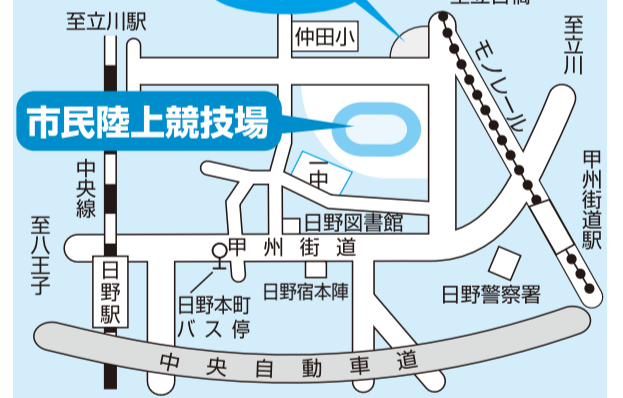 至立川駅
仲田小
至立川
モノレール
市民陸上競技場
中央線
一中
甲州街道駅
至八王子
日野図書館
甲州街道
日野駅
日野本町
バス停
日野宿本陣
日野警察署
中央自動車道